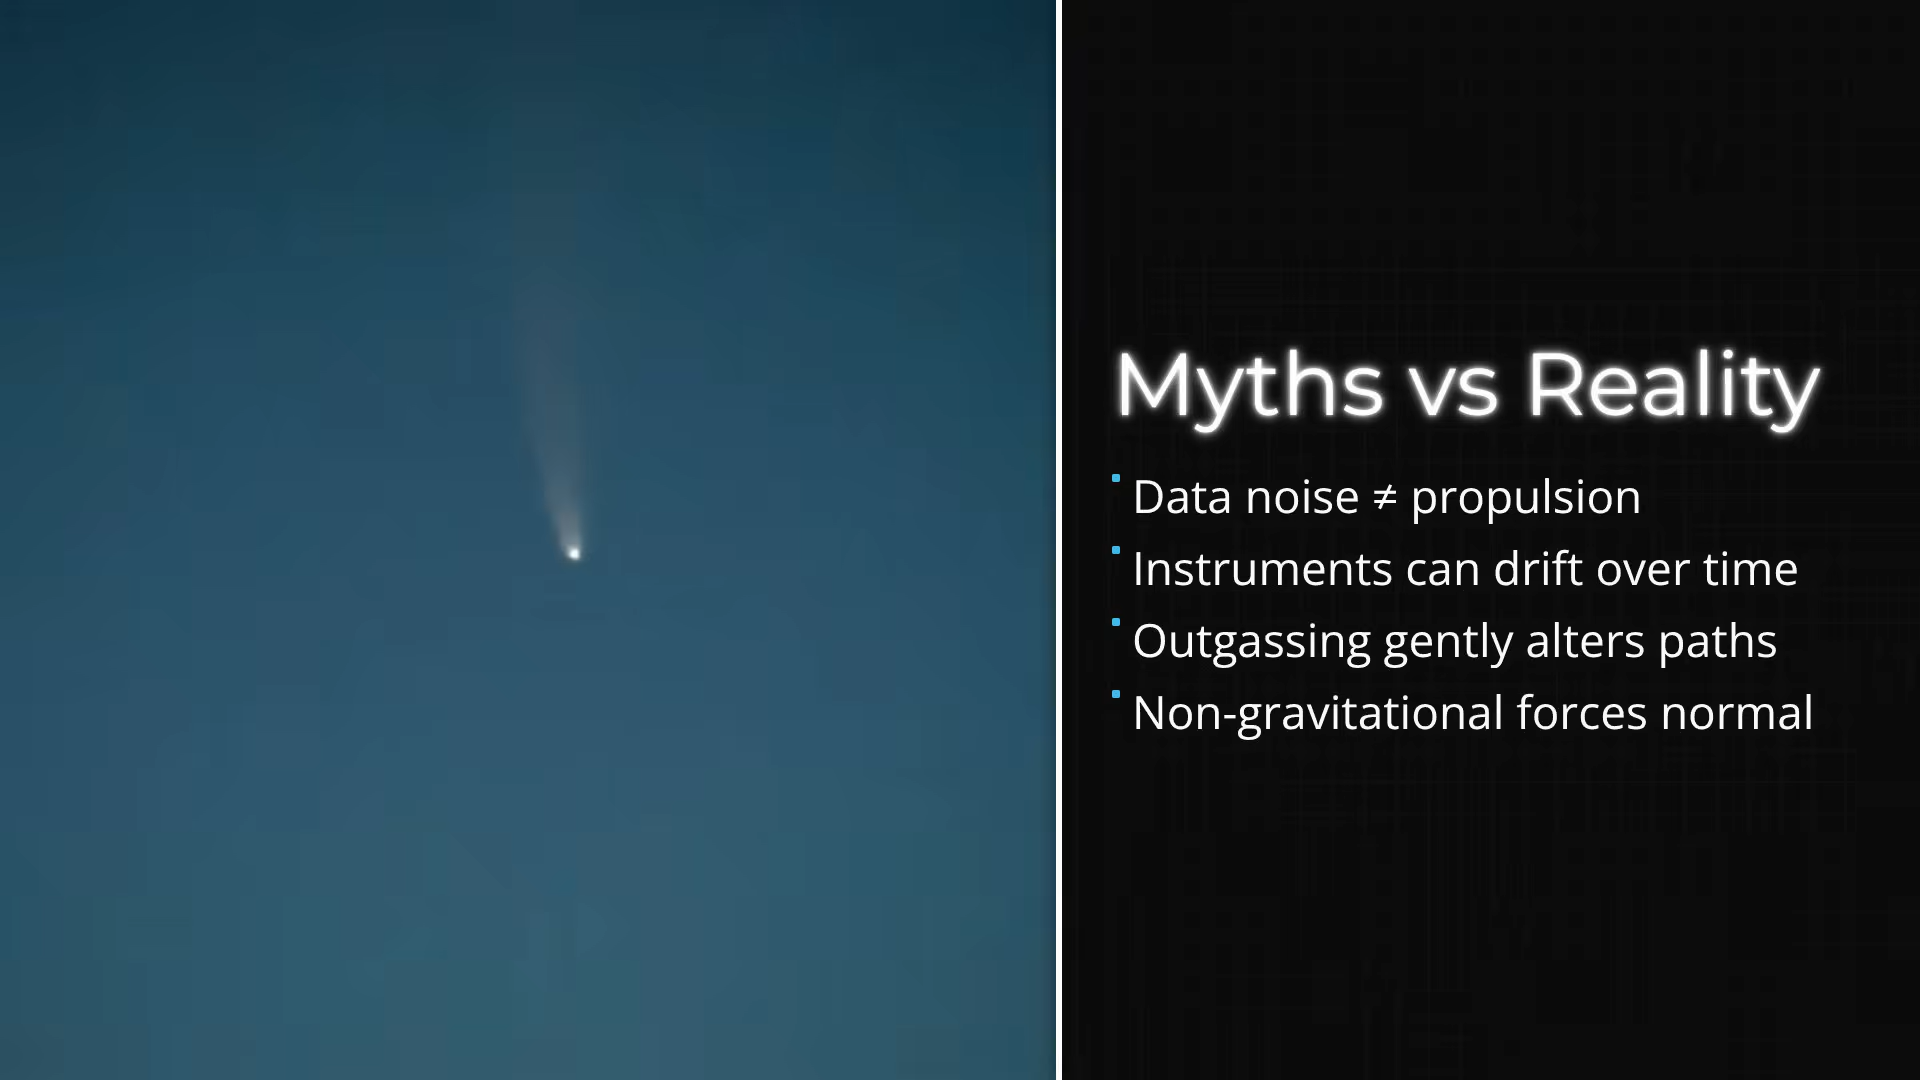 Myths vs Reality
Data noise ≠ propulsion
Instruments can drift over time
Outgassing gently alters paths
Non-gravitational forces normal